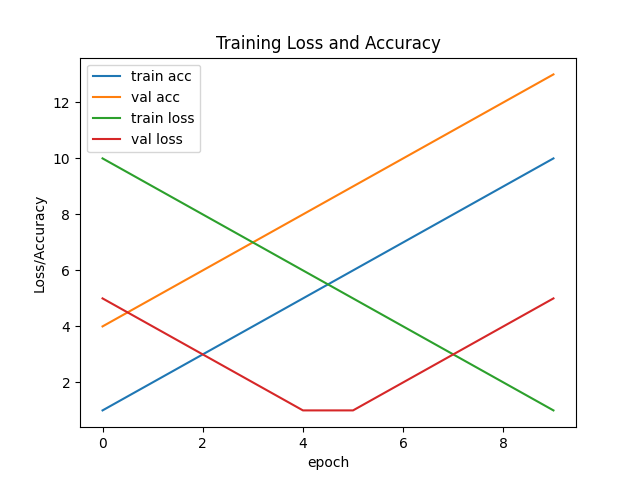 Training Loss and Accuracy
train acc
val acc
train loss
val loss
12
10
8
6
4
2
Loss/Accuracy
0 2 4 6 8
epoch